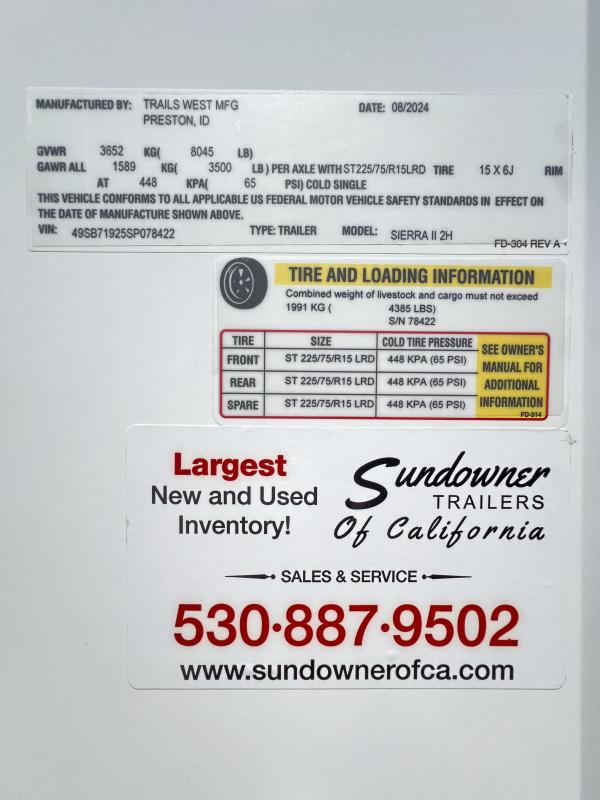 MANUFACTURED BY: TRAILS WEST MFG DATE: 08/2024
PRESTON, ID
GVWR 3652 KG( 8045 LB)
GAWR ALL 1589 KG( 3500 LB) PER AXLE WITH ST225/75/R15LRD TIRE 15 X 6J RIM
AT 448 KPA( 65 PSI) COLD SINGLE
THIS VEHICLE CONFORMS TO ALL APPLICABLE US FEDERAL MOTOR VEHICLE SAFETY STANDARDS IN EFFECT ON
THE DATE OF MANUFACTURE SHOWN ABOVE.
VIN: 49SB71925SP078422 TYPE: TRAILER MODEL: SIERRA II 2H
FD-304 REV A
TIRE AND LOADING INFORMATION
Combined weight of livestock and cargo must not exceed
1991 KG ( 4385 LBS)
S/N 78422
TIRE SIZE COLD TIRE PRESSURE
FRONT ST 225/75/R15 LRD 448 KPA (65 PSI)
REAR ST 225/75/R15 LRD 448 KPA (65 PSI)
SPARE ST 225/75/R15 LRD 448 KPA (65 PSI)
SEE OWNER'S
MANUAL FOR
ADDITIONAL
INFORMATION
FD-314
Largest
New and Used
Inventory!
Sundowner
TRAILERS
Of California
SALES & SERVICE
530•887•9502
www.sundownerofca.com